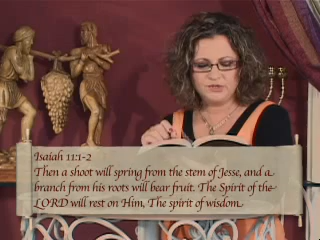 Isaiah 11:1-2
Then a shoot will spring from the stem of Jesse, and a
branch from his roots will bear fruit. The Spirit of the
LORD will rest on Him, The spirit of wisdom